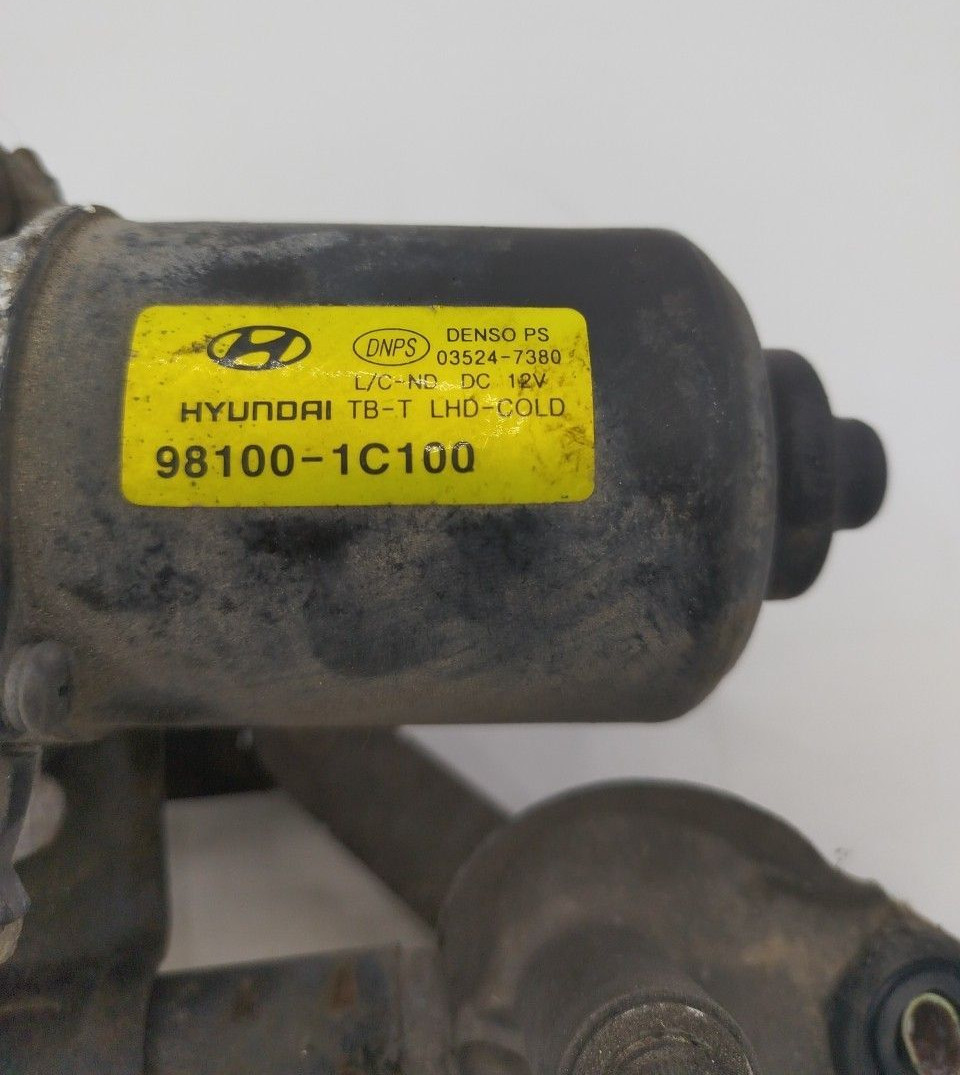 DNPS
DENSO PS
03524-7380
L/C-ND DC 12V
HYUNDAI TB-T LHD-COLD
98100-1C100